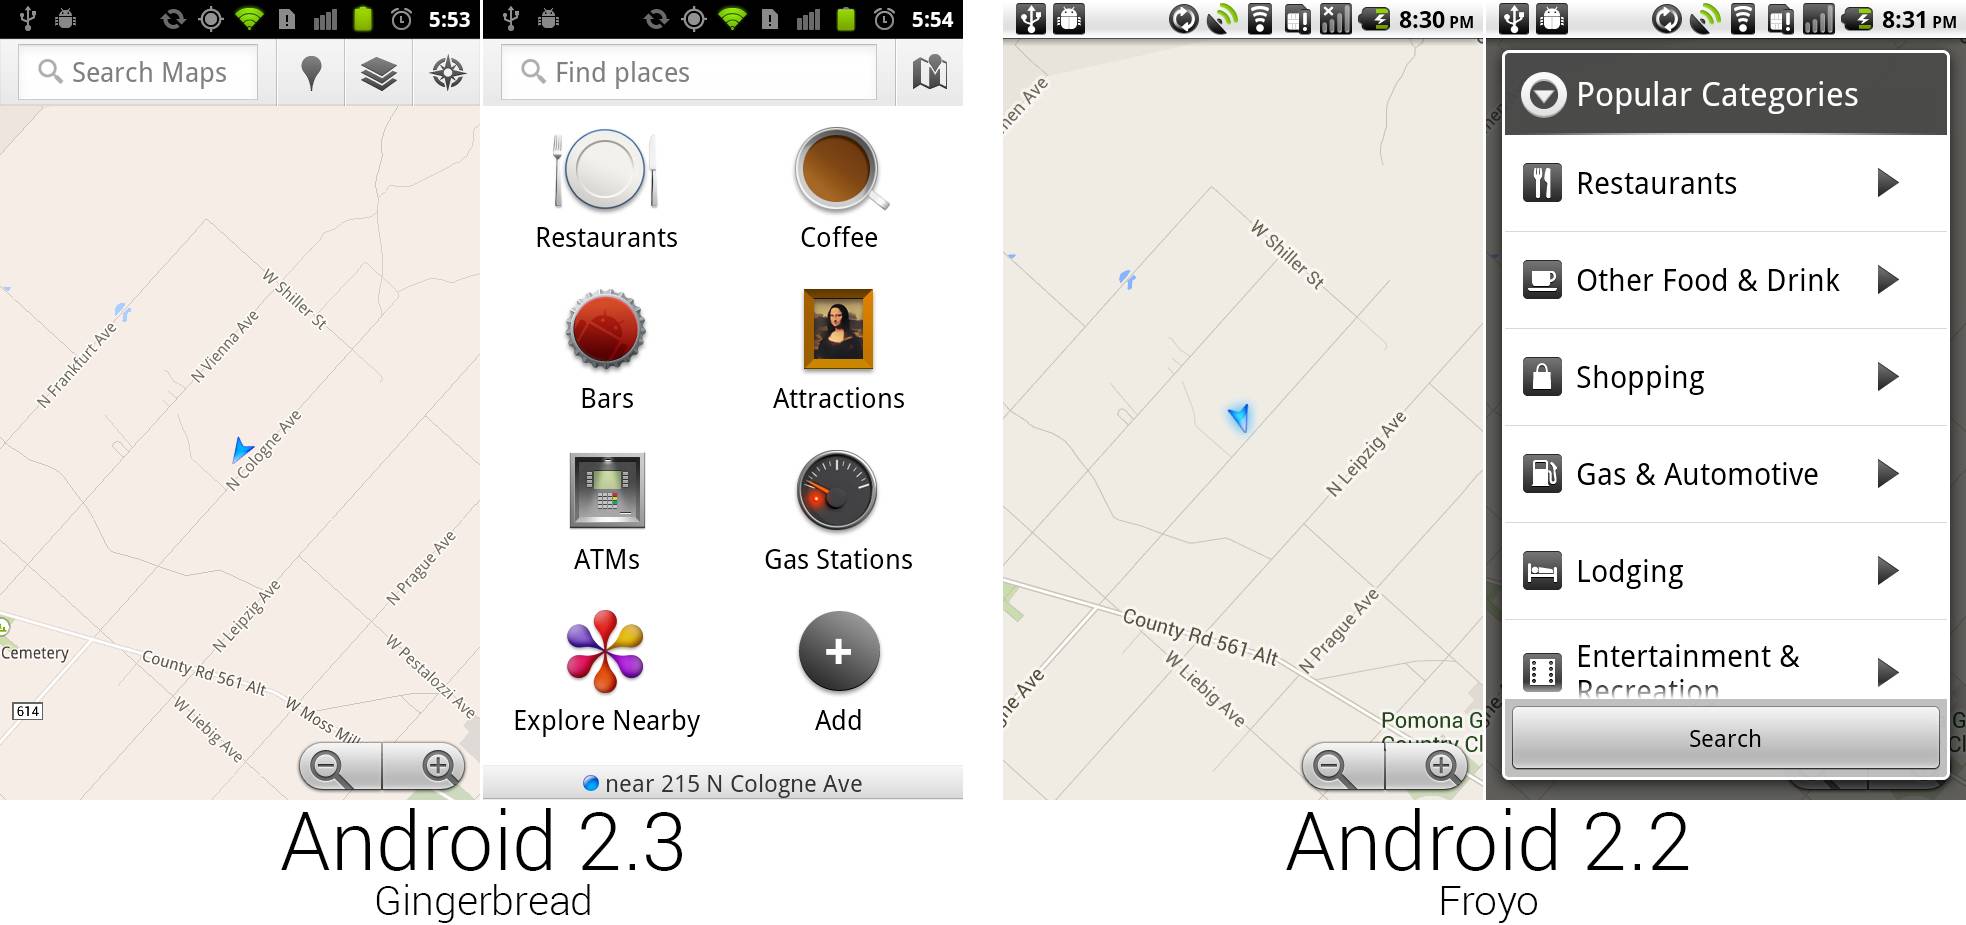 5:53
Search Maps
W Shiller St
N Frankfurt Ave
N Vienna Ave
N Cologne Ave
N Prague Ave
N Leipzig Ave
Cemetery
County Rd 561 Alt
W Pestalozzi Ave
614
W Liebig Ave
W Moss Mill
5:54
Find places
Restaurants
Coffee
Bars
Attractions
ATMs
Gas Stations
Explore Nearby
Add
near 215 N Cologne Ave
Android 2.3
Gingerbread
8:30 PM
men Ave
W Shiller St
N Leipzig Ave
County Rd 561 Alt
N Prague Ave
W Liebig Ave
ne Ave
Pomona G
Country Cl
8:31 PM
Popular Categories
Restaurants
Other Food & Drink
Shopping
Gas & Automotive
Lodging
Entertainment &
Recreation
Search
Android 2.2
Froyo